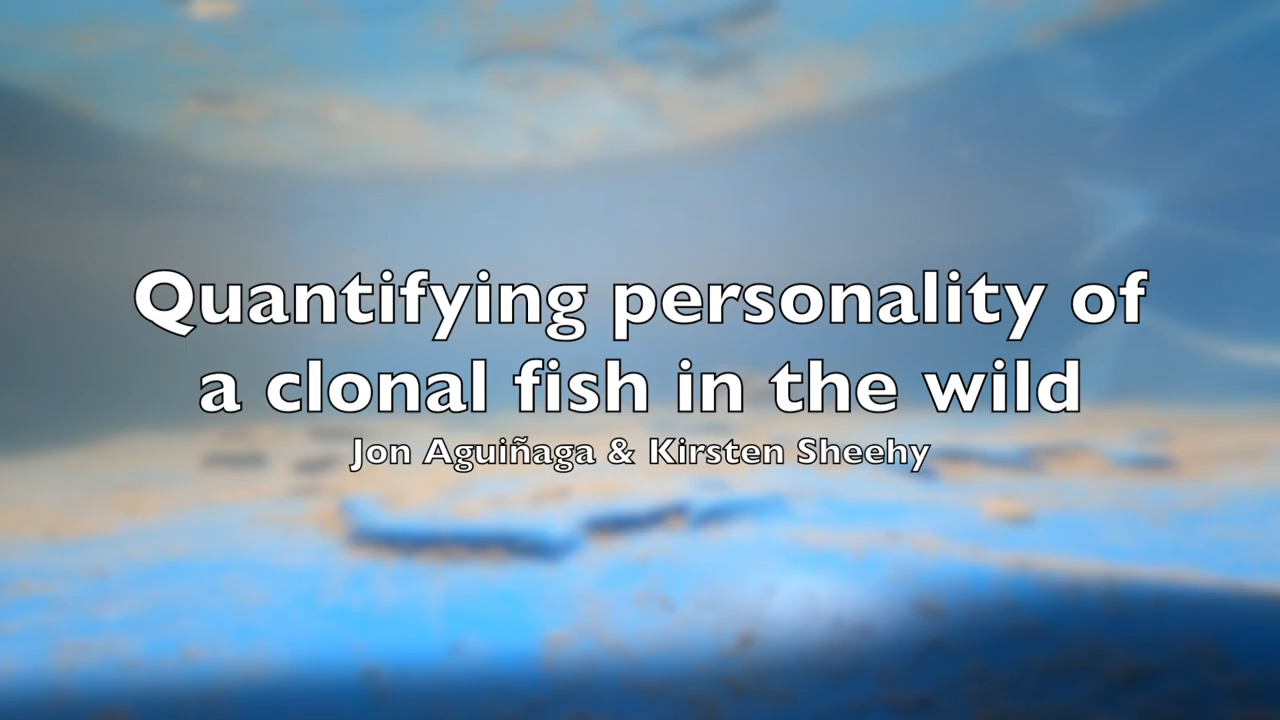 Quantifying personality of
a clonal fish in the wild
Jon Aguiñaga & Kirsten Sheehy